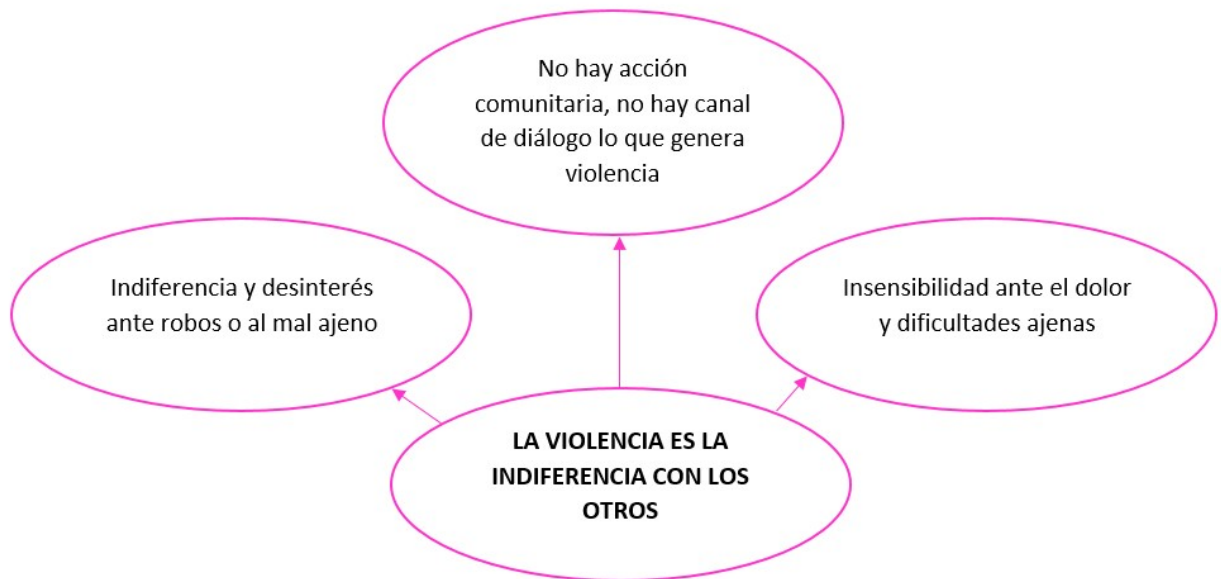 No hay acción
comunitaria, no hay canal
de diálogo lo que genera
violencia
Indiferencia y desinterés
ante robos o al mal ajeno
Insensibilidad ante el dolor
y dificultades ajenas
LA VIOLENCIA ES LA
INDIFERENCIA CON LOS
OTROS